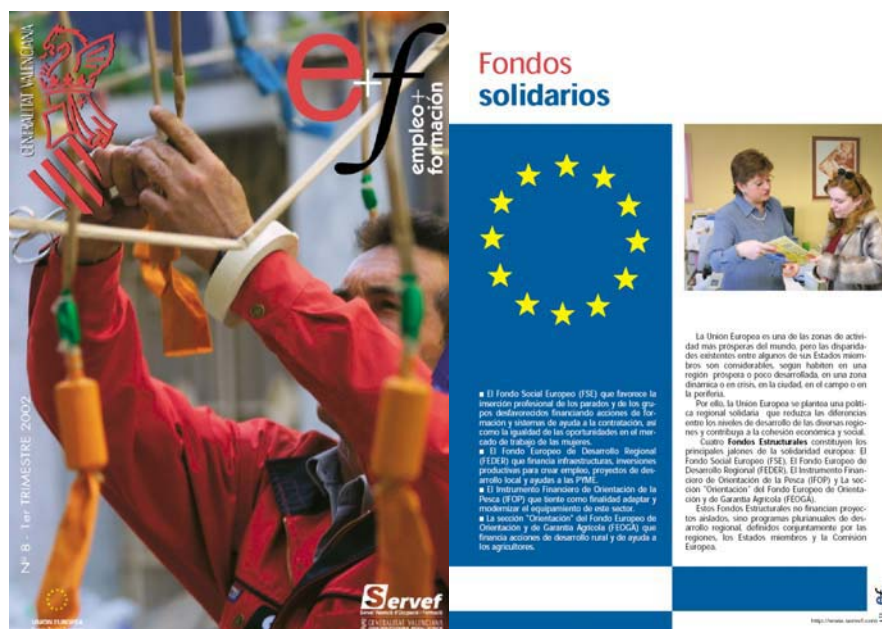 GENERALITAT VALENCIANA
e+f
empleo+
formación
Nº 8 - 1er TRIMESTRE 2002
UNIÓN EUROPEA
Servef
Servei Valencià d'Ocupació i Formació
GENERALITAT VALENCIANA
Fondos
solidarios
■ El Fondo Social Europeo (FSE) que favorece la
inserción profesional de los parados y de los gru-
pos desfavorecidos financiando acciones de for-
mación y sistemas de ayuda a la contratación, así
como la igualdad de las oportunidades en el mer-
cado de trabajo de las mujeres.
■ El Fondo Europeo de Desarrollo Regional
(FEDER) que financia infraestructuras, inversiones
productivas para crear empleo, proyectos de des-
arrollo local y ayudas a las PYME.
■ El Instrumento Financiero de Orientación de la
Pesca (IFOP) que tiente como finalidad adaptar y
modernizar el equipamiento de este sector.
■ La sección "Orientación" del Fondo Europeo de
Orientación y de Garantía Agrícola (FEOGA) que
financia acciones de desarrollo rural y de ayuda a
los agricultores.
La Unión Europea es una de las zonas de activi-
dad más prósperas del mundo, pero las disparida-
des existentes entre algunos de sus Estados miem-
bros son considerables, según habiten en una
región próspera o poco desarrollada, en una zona
dinámica o en crisis, en la ciudad, en el campo o en
la periferia.
Por ello, la Unión Europea se plantea una políti-
ca regional solidaria que reduzca las diferencias
entre los niveles de desarrollo de las diversas regio-
nes y contribuya a la cohesión económica y social.
Cuatro Fondos Estructurales constituyen los
principales jalones de la solidaridad europea: El
Fondo Social Europeo (FSE), El Fondo Europeo de
Desarrollo Regional (FEDER), El Instrumento Finan-
ciero de Orientación de la Pesca (IFOP) y La sec-
ción "Orientación" del Fondo Europeo de Orienta-
ción y de Garantía Agrícola (FEOGA).
Estos Fondos Estructurales no financian proyec-
tos aislados, sino programas plurianuales de des-
arrollo regional, definidos conjuntamente por las
regiones, los Estados miembros y la Comisión
Europea.
http://www.servef.com
ef